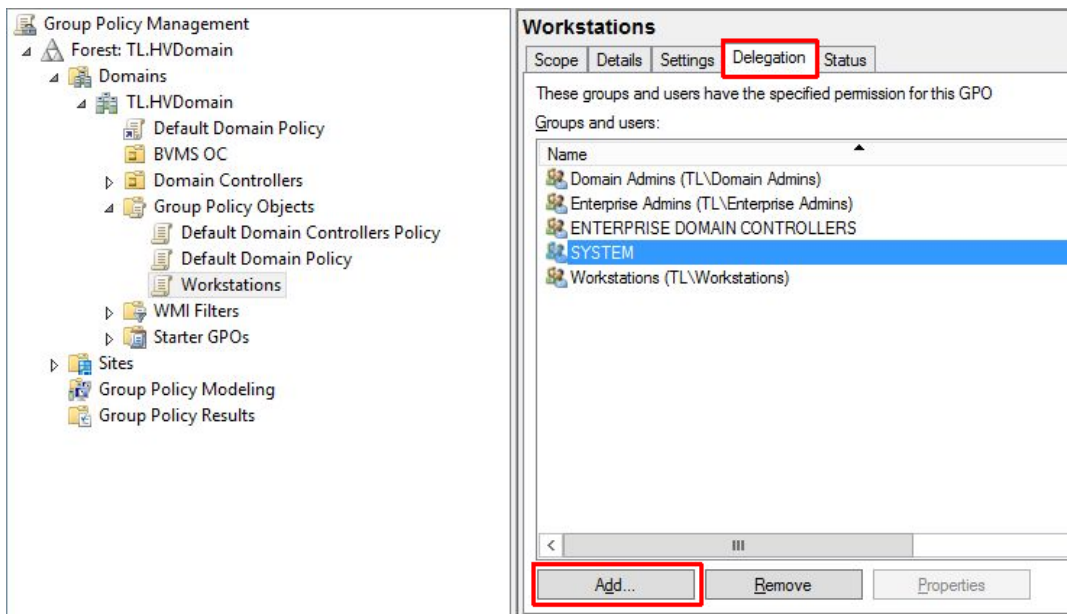 Group Policy Management
Forest: TL.HVDomain
Domains
TL.HVDomain
Default Domain Policy
BVMS OC
Domain Controllers
Group Policy Objects
Default Domain Controllers Policy
Default Domain Policy
Workstations
WMI Filters
Starter GPOs
Sites
Group Policy Modeling
Group Policy Results
Workstations
Scope Details Settings Delegation Status
These groups and users have the specified permission for this GPO
Groups and users:
Name
Domain Admins (TL\Domain Admins)
Enterprise Admins (TL\Enterprise Admins)
ENTERPRISE DOMAIN CONTROLLERS
SYSTEM
Workstations (TL\Workstations)
Add... Remove Properties